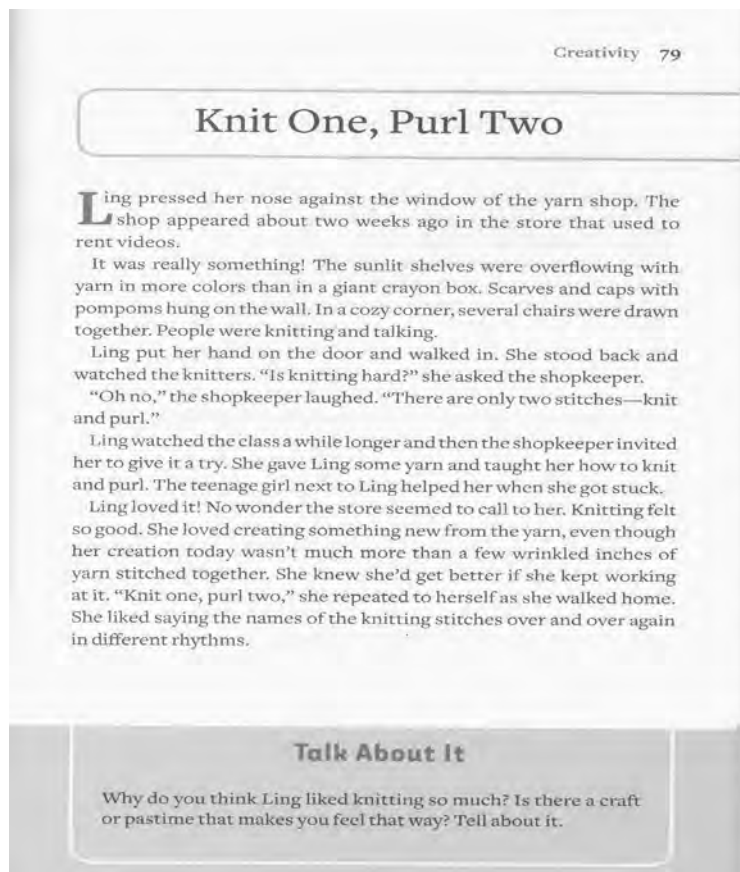 Creativity 79
Knit One, Purl Two
Ling pressed her nose against the window of the yarn shop. The
shop appeared about two weeks ago in the store that used to
rent videos.
It was really something! The sunlit shelves were overflowing with
yarn in more colors than in a giant crayon box. Scarves and caps with
pompoms hung on the wall. In a cozy corner, several chairs were drawn
together. People were knitting and talking.
Ling put her hand on the door and walked in. She stood back and
watched the knitters. “Is knitting hard?” she asked the shopkeeper.
“Oh no,” the shopkeeper laughed. “There are only two stitches—knit
and purl.”
Ling watched the class a while longer and then the shopkeeper invited
her to give it a try. She gave Ling some yarn and taught her how to knit
and purl. The teenage girl next to Ling helped her when she got stuck.
Ling loved it! No wonder the store seemed to call to her. Knitting felt
so good. She loved creating something new from the yarn, even though
her creation today wasn’t much more than a few wrinkled inches of
yarn stitched together. She knew she’d get better if she kept working
at it. “Knit one, purl two,” she repeated to herself as she walked home.
She liked saying the names of the knitting stitches over and over again
in different rhythms.
Talk About It
Why do you think Ling liked knitting so much? Is there a craft
or pastime that makes you feel that way? Tell about it.